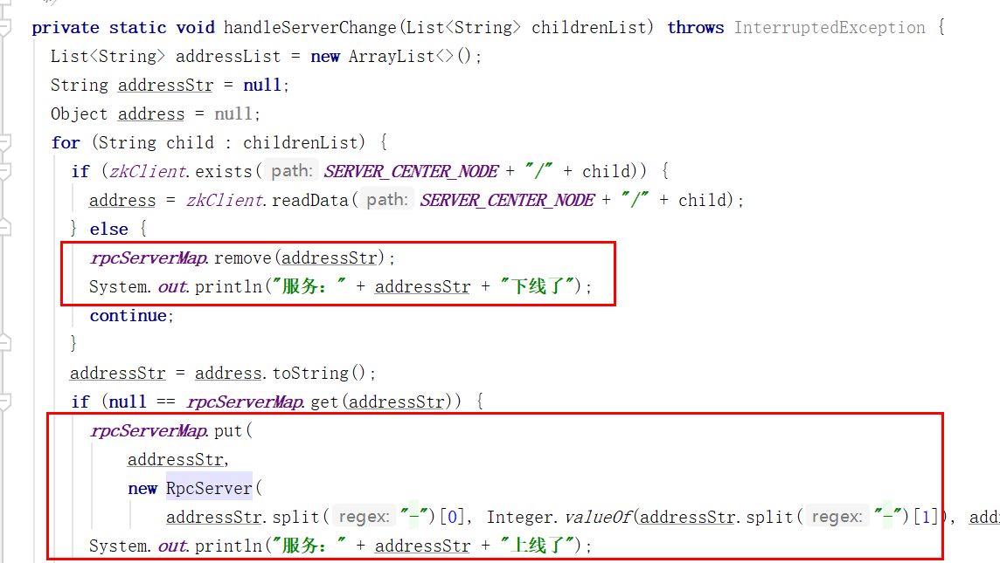 */
private static void handleServerChange(List<String> childrenList) throws InterruptedException {
List<String> addressList = new ArrayList<>();
String addressStr = null;
Object address = null;
for (String child : childrenList) {
if (zkClient.exists( path: SERVER_CENTER_NODE + "/" + child)) {
address = zkClient.readData( path: SERVER_CENTER_NODE + "/" + child);
} else {
rpcServerMap.remove(addressStr);
System.out.println("服务：" + addressStr + "下线了");
continue;
}
addressStr = address.toString();
if (null == rpcServerMap.get(addressStr)) {
rpcServerMap.put(
addressStr,
new RpcServer(
addressStr.split( regex: "-")[0], Integer.valueOf(addressStr.split( regex: "-")[1]), add
System.out.println("服务：" + addressStr + "上线了");